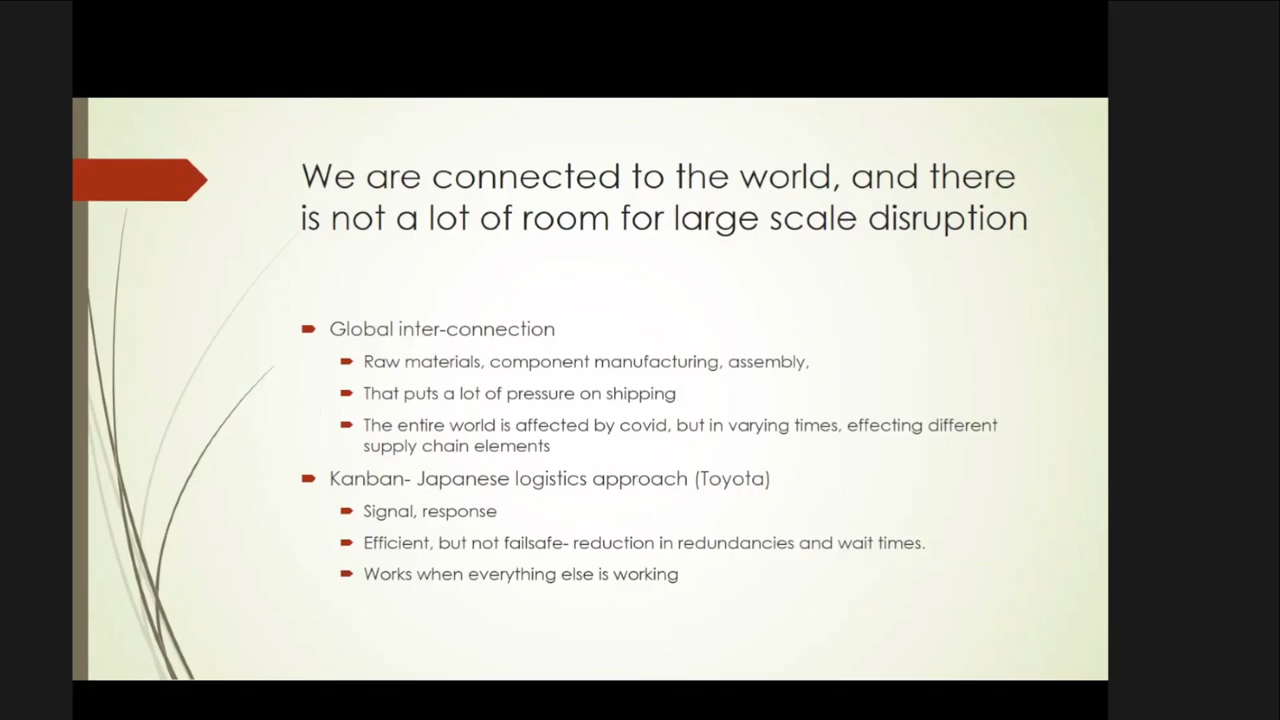 We are connected to the world, and there
is not a lot of room for large scale disruption
Global inter-connection
Raw materials, component manufacturing, assembly,
That puts a lot of pressure on shipping
The entire world is affected by covid, but in varying times, effecting different
supply chain elements
Kanban- Japanese logistics approach (Toyota)
Signal, response
Efficient, but not failsafe- reduction in redundancies and wait times.
Works when everything else is working